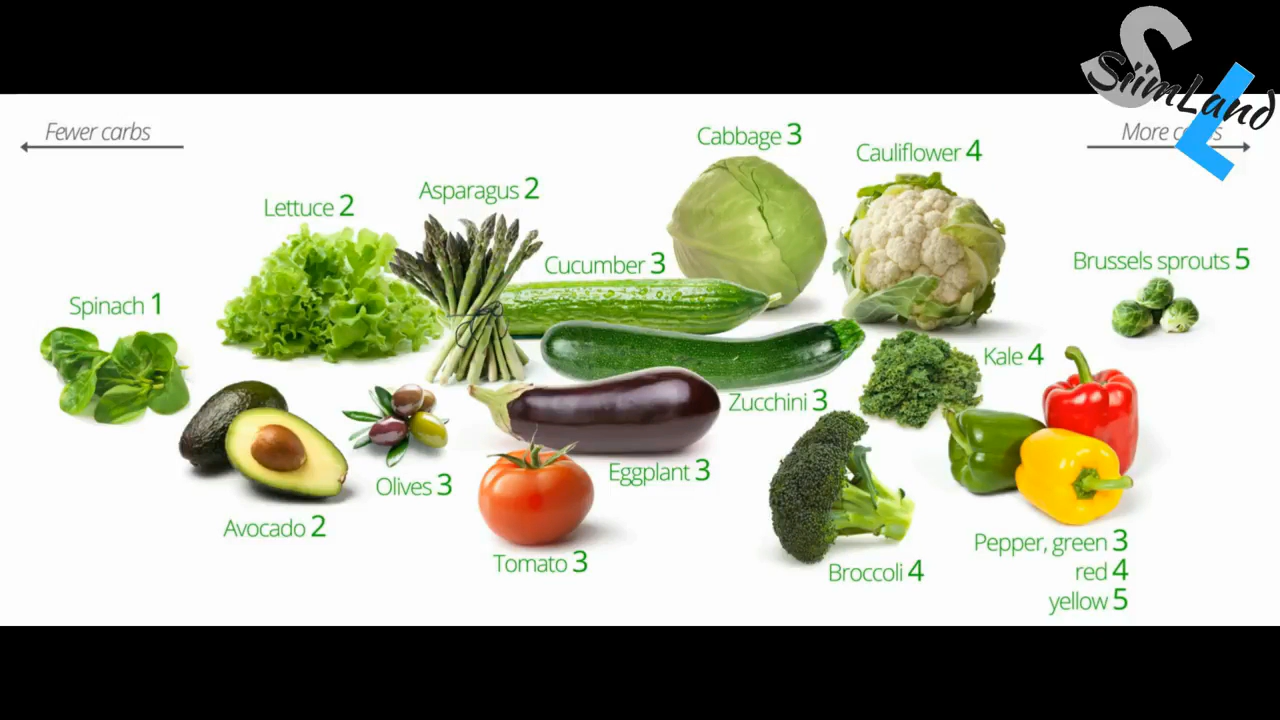 SiimLand
Fewer carbs
Cabbage 3
Cauliflower 4
Asparagus 2
Lettuce 2
Cucumber 3
Brussels sprouts 5
Spinach 1
Kale 4
Zucchini 3
Eggplant 3
Olives 3
Avocado 2
Tomato 3
Pepper, green 3
Broccoli 4
red 4
yellow 5
More